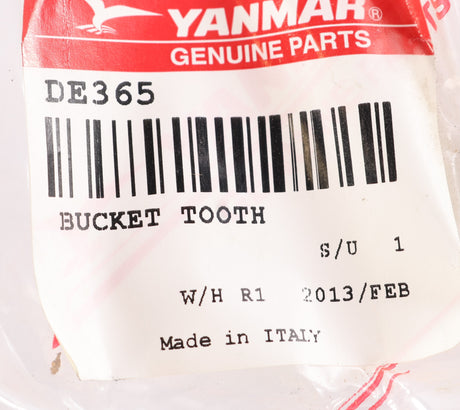 YANMAR®
GENUINE PARTS
DE365
BUCKET TOOTH
S/U 1
W/H R1 2013/FEB
Made in ITALY